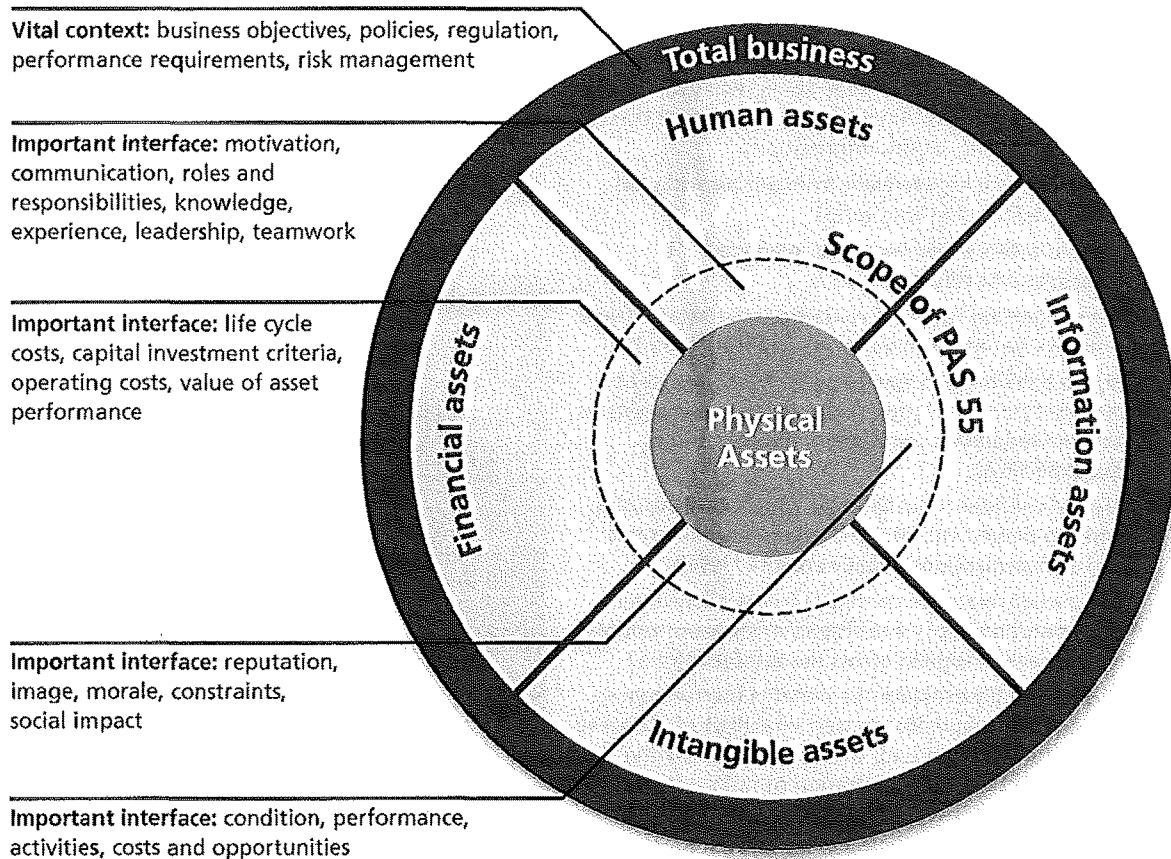 Vital context: business objectives, policies, regulation,
performance requirements, risk management
Important interface: motivation,
communication, roles and
responsibilities, knowledge,
experience, leadership, teamwork
Important interface: life cycle
costs, capital investment criteria,
operating costs, value of asset
performance
Important interface: reputation,
image, morale, constraints,
social impact
Important interface: condition, performance,
activities, costs and opportunities
Total business
Human assets
Scope of PAS 55
Information assets
Financial assets
Physical
Assets
Intangible assets